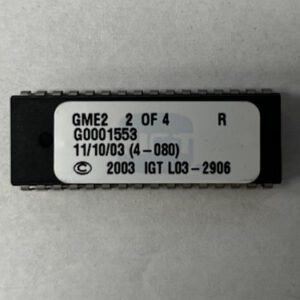 GME2 2 OF 4 R
G0001553
11/10/03 (4-080)
© 2003 IGT L03-2906